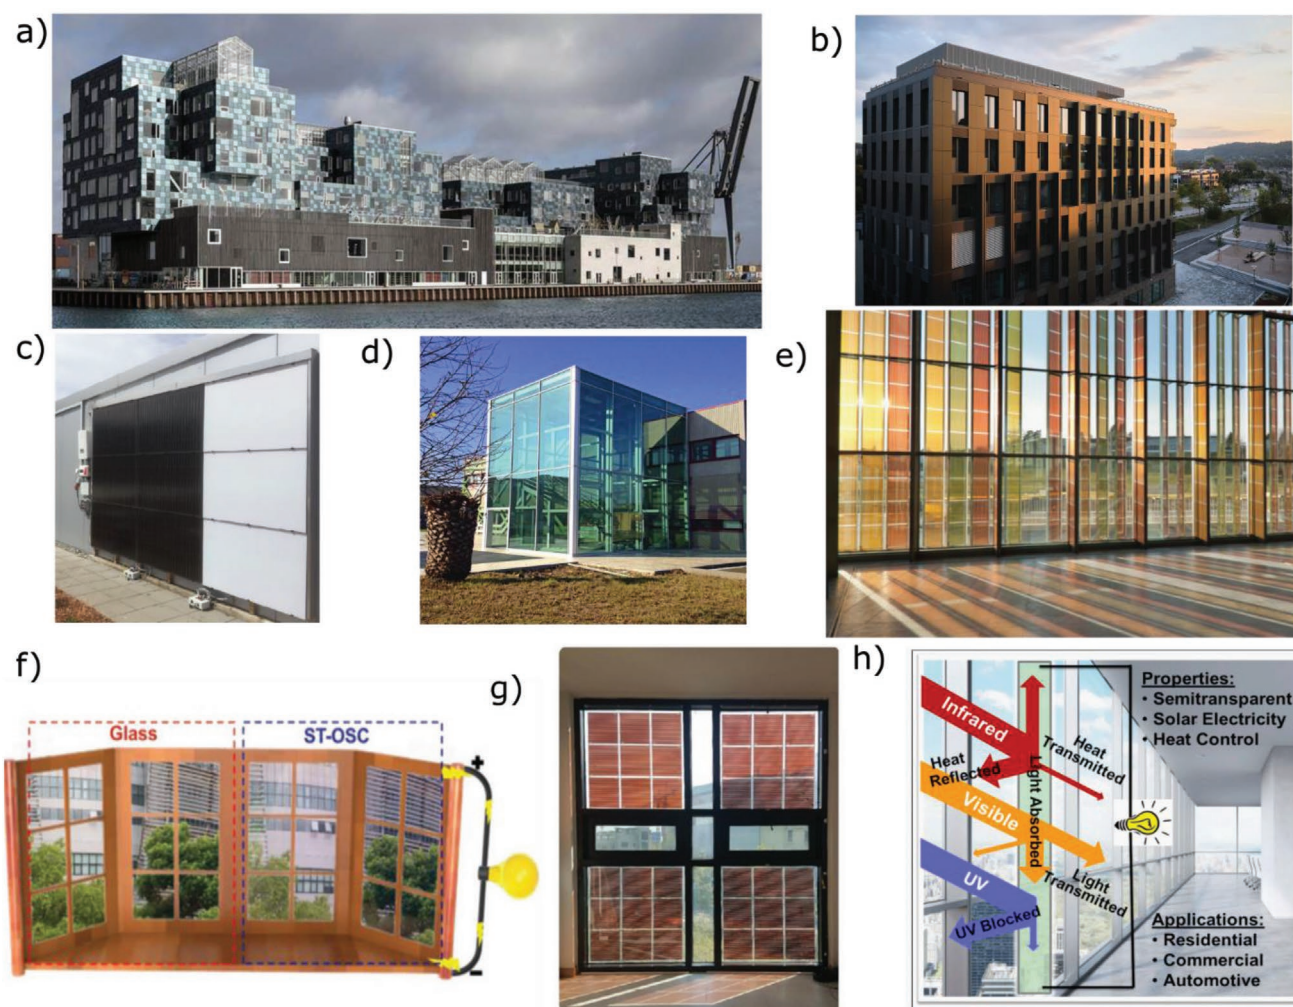 a)
b)
c)
d)
e)
f)
Glass
ST-OSC
+
-
g)
h)
Properties:
• Semitransparent
• Solar Electricity
• Heat Control
Infrared
Heat
Transmitted
Heat
Reflected
Light Absorbed
Visible
Light
Transmitted
UV
UV Blocked
Applications:
• Residential
• Commercial
• Automotive